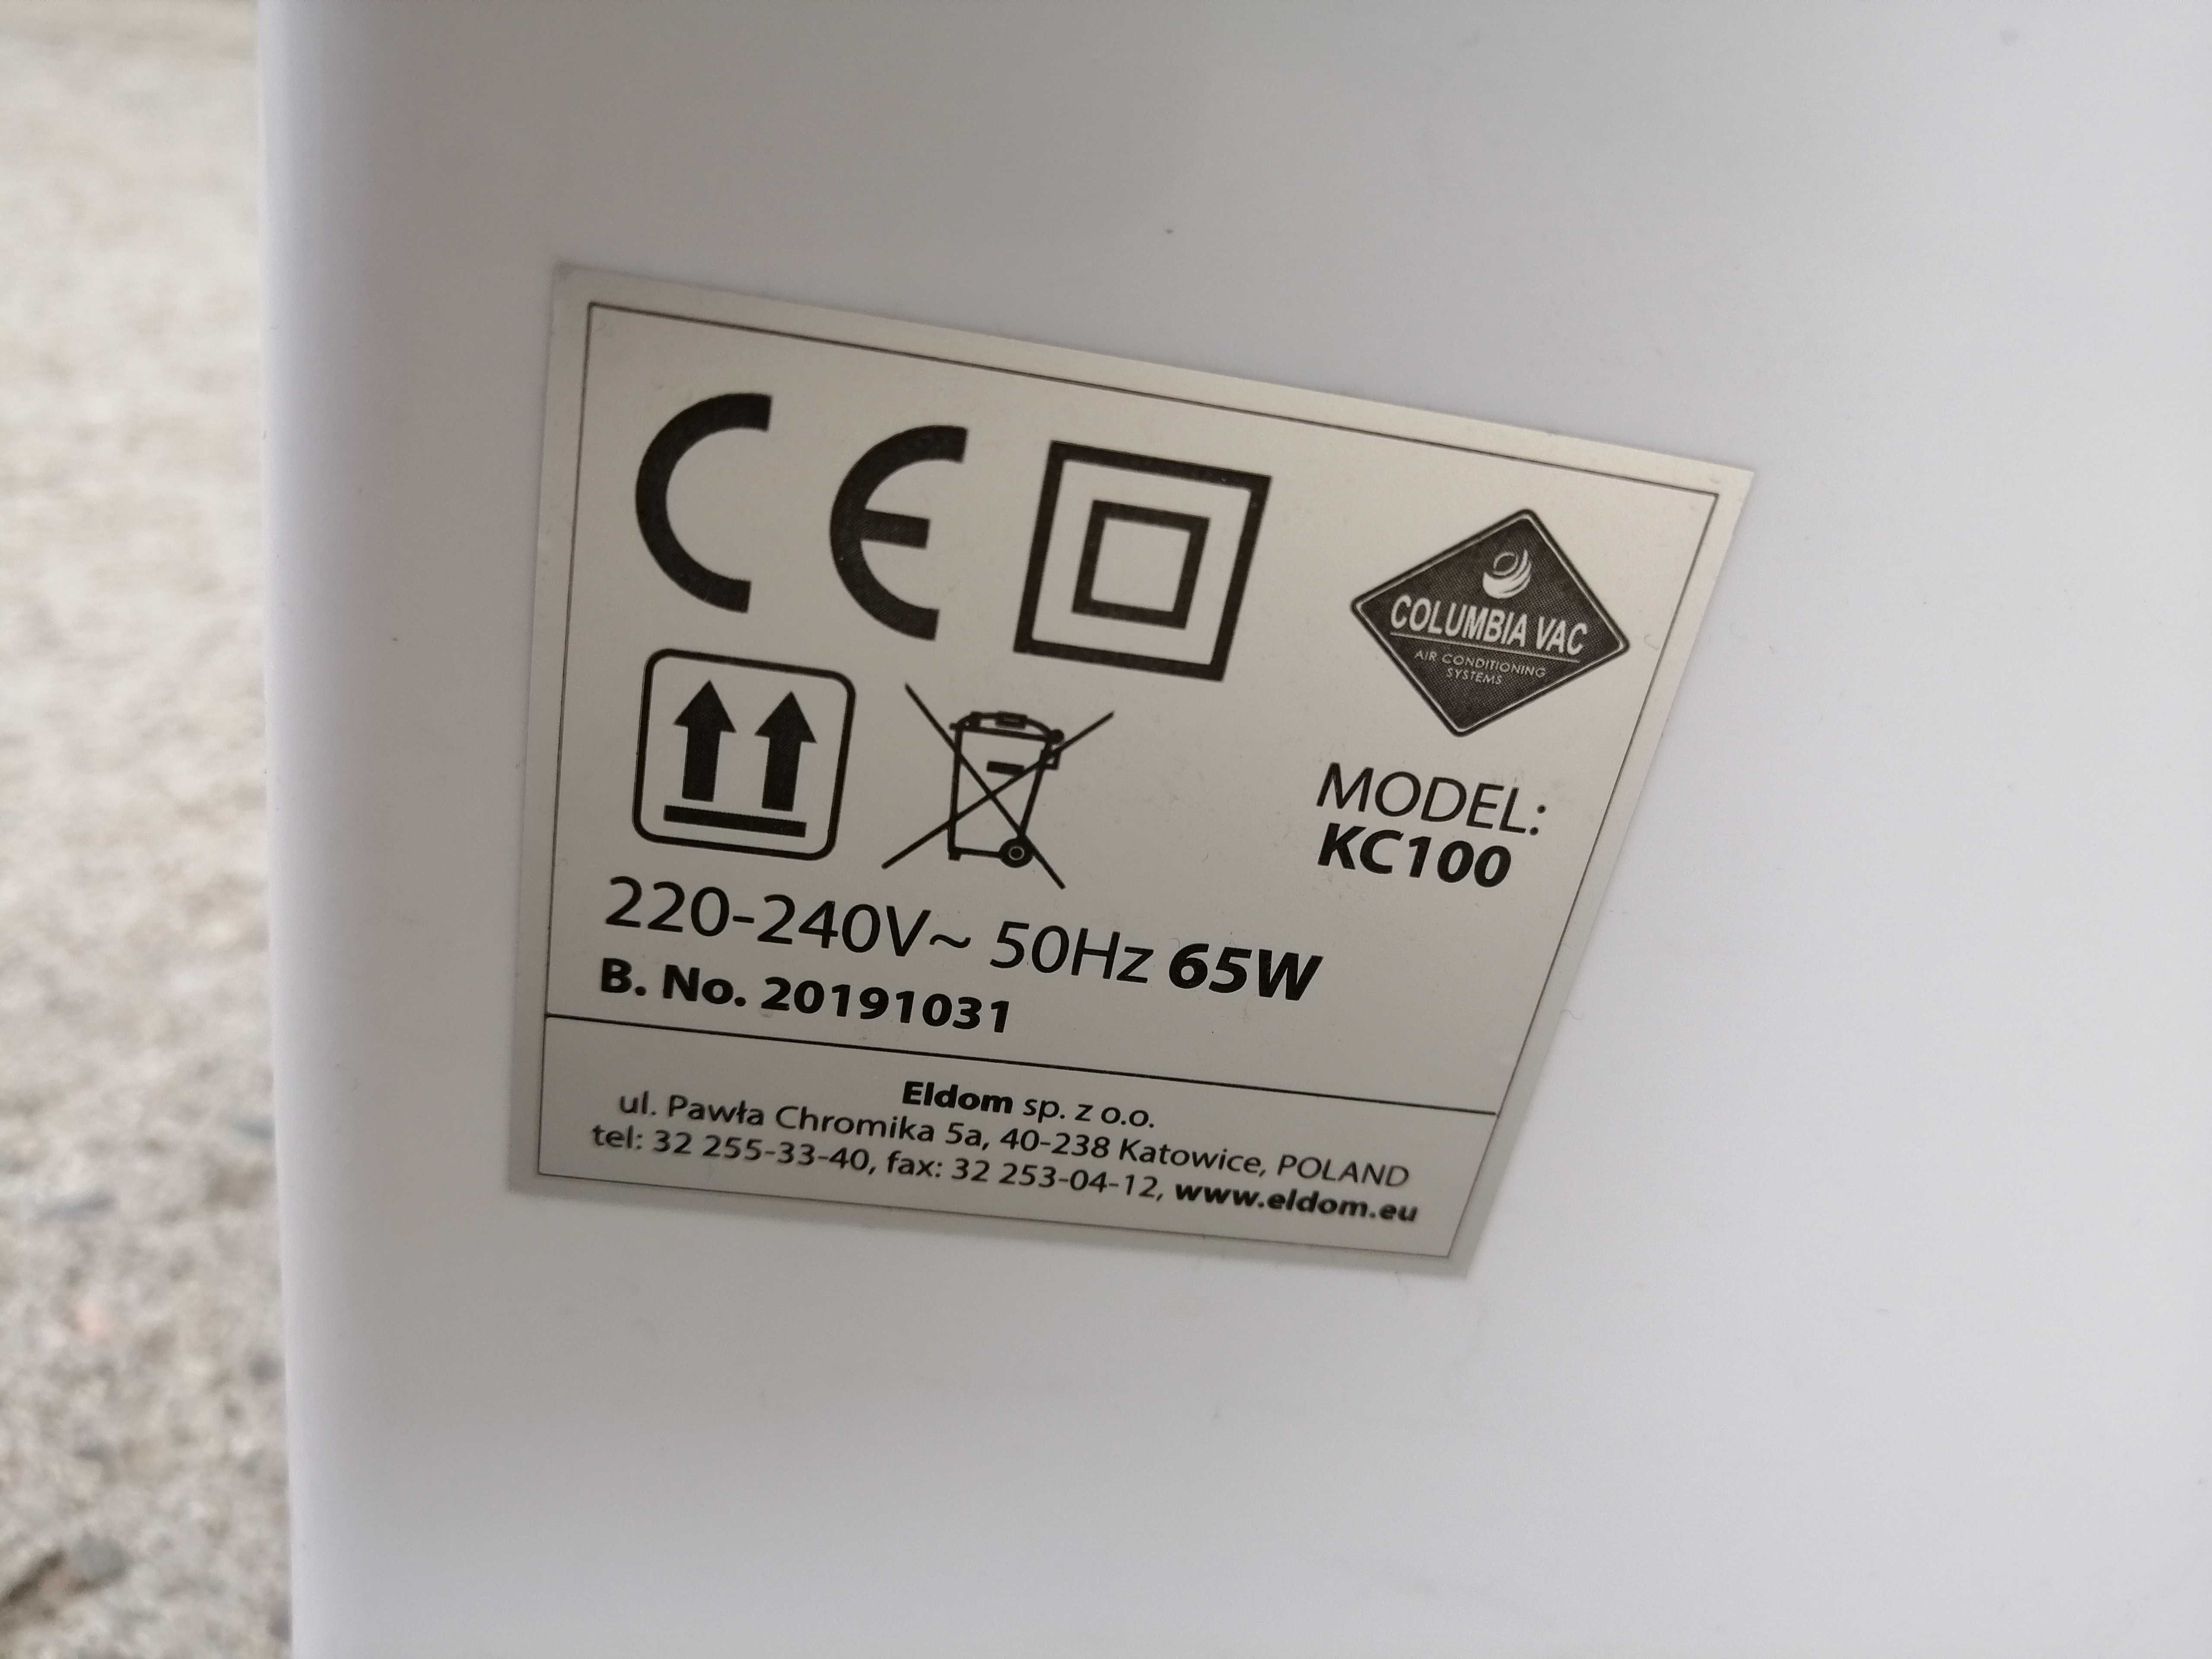 CE
COLUMBIA VAC
AIR CONDITIONING
SYSTEMS
MODEL:
KC100
220-240V~ 50Hz 65W
B. No. 20191031
Eldom sp. z o.o.
ul. Pawła Chromika 5a, 40-238 Katowice, POLAND
tel: 32 255-33-40, fax: 32 253-04-12, www.eldom.eu